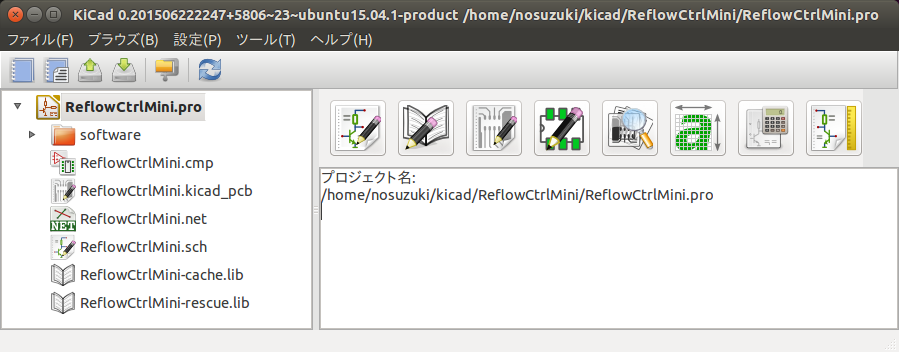 KiCad 0.201506222247+5806~23~ubuntu15.04.1-product /home/nosuzuki/kicad/ReflowCtrlMini/ReflowCtrlMini.pro
ファイル(F) ブラウズ(B) 設定(P) ツール(T) ヘルプ(H)
ReflowCtrlMini.pro
software
ReflowCtrlMini.cmp
ReflowCtrlMini.kicad_pcb
NET ReflowCtrlMini.net
ReflowCtrlMini.sch
ReflowCtrlMini-cache.lib
ReflowCtrlMini-rescue.lib
a
プロジェクト名:
/home/nosuzuki/kicad/ReflowCtrlMini/ReflowCtrlMini.pro